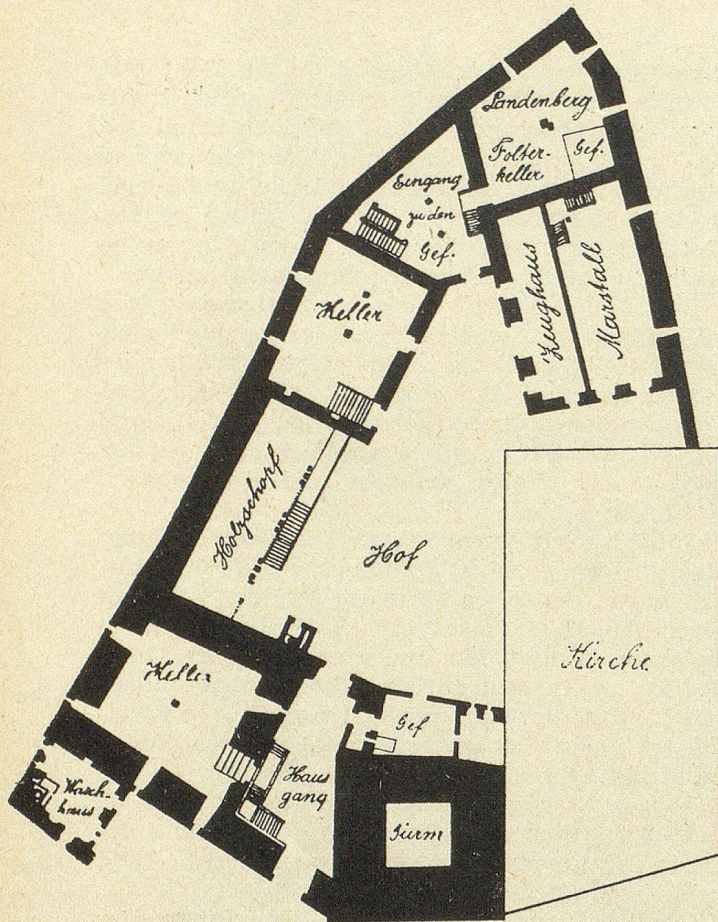 Landenberg
Folter-
keller
Gef.
Eingang
zu den
Gef.
Zeughaus
Marstall
Keller
Holzschopf
Hof
Kirche
Keller
Gef
Haus
gang
Wasch-
haus
Turm